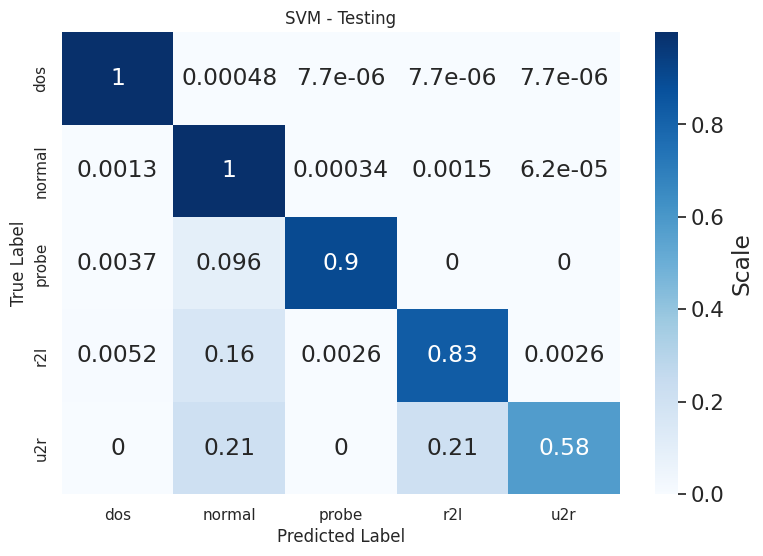 SVM - Testing
dos 1 0.00048 7.7e-06 7.7e-06 7.7e-06
normal 0.0013 1 0.00034 0.0015 6.2e-05
probe 0.0037 0.096 0.9 0 0
r2l 0.0052 0.16 0.0026 0.83 0.0026
u2r 0 0.21 0 0.21 0.58
dos normal probe r2l u2r
Predicted Label
True Label
0.8
0.6
0.4
0.2
0.0
Scale